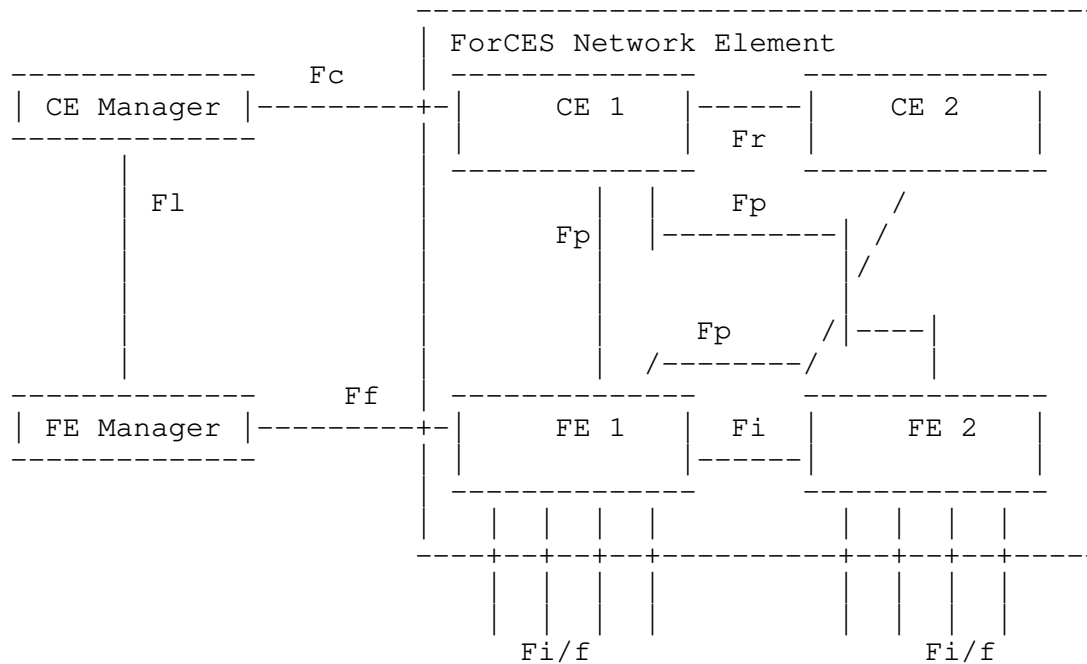 ForCES Network Element
Fc
CE Manager CE 1 CE 2
Fr
Fl Fp
Fp
Fp
Ff
FE Manager FE 1 Fi FE 2
Fi/f Fi/f